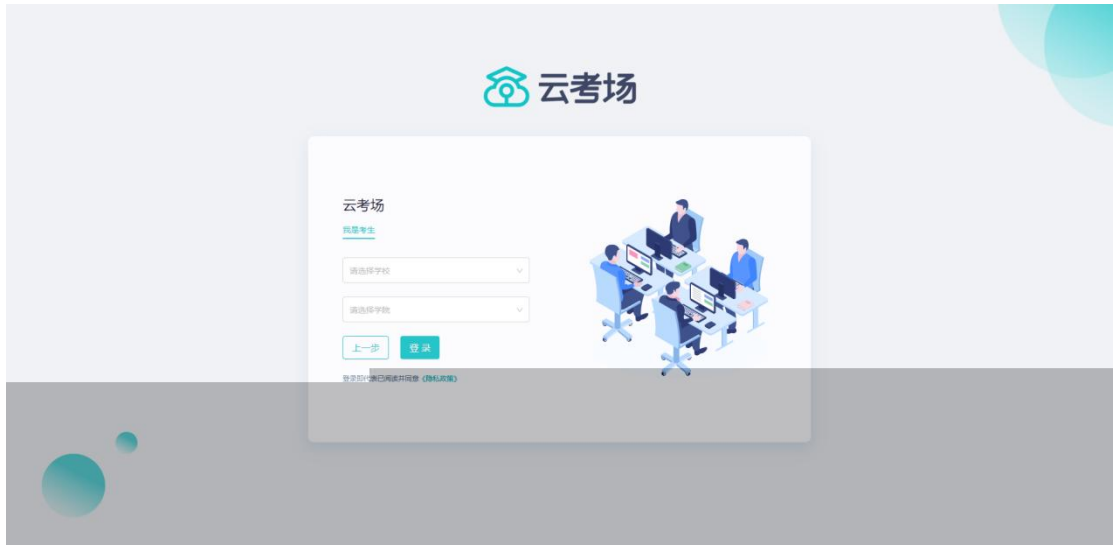 云考场
云考场
我是考生
请选择学校
请选择学院
上一步 登录
登录即代表已阅读并同意《隐私政策》